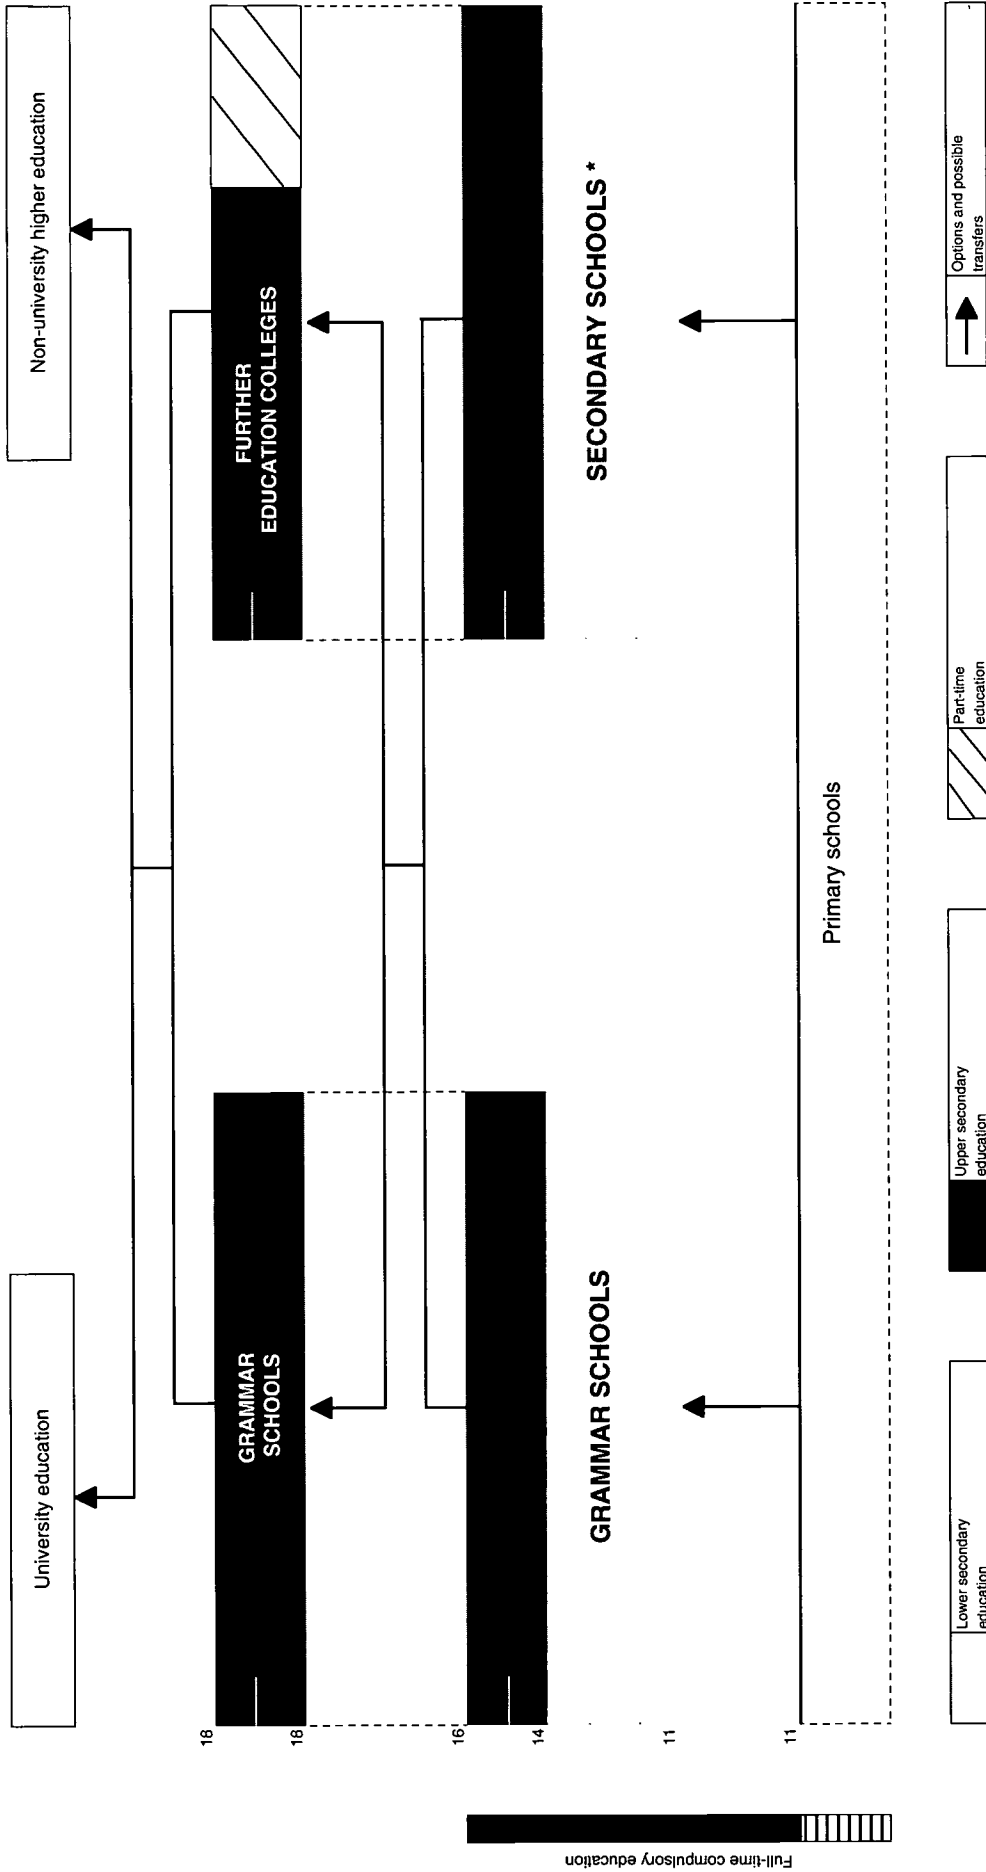 University education
Non-university higher education
18
GRAMMAR
SCHOOLS
FURTHER
EDUCATION COLLEGES
18
16
14
GRAMMAR SCHOOLS
SECONDARY SCHOOLS *
11
11
Primary schools
Full-time compulsory education
Lower secondary
education
Upper secondary
education
Part-time
education
Options and possible
transfers